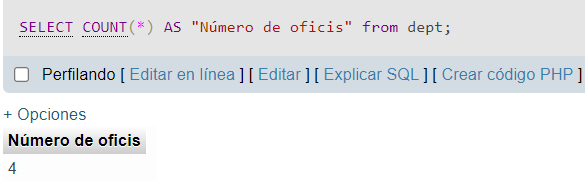 SELECT COUNT(*) AS "Número de oficis" from dept;
Perfilando [ Editar en línea ] [ Editar ] [ Explicar SQL ] [ Crear código PHP ]
+ Opciones
Número de oficis
4